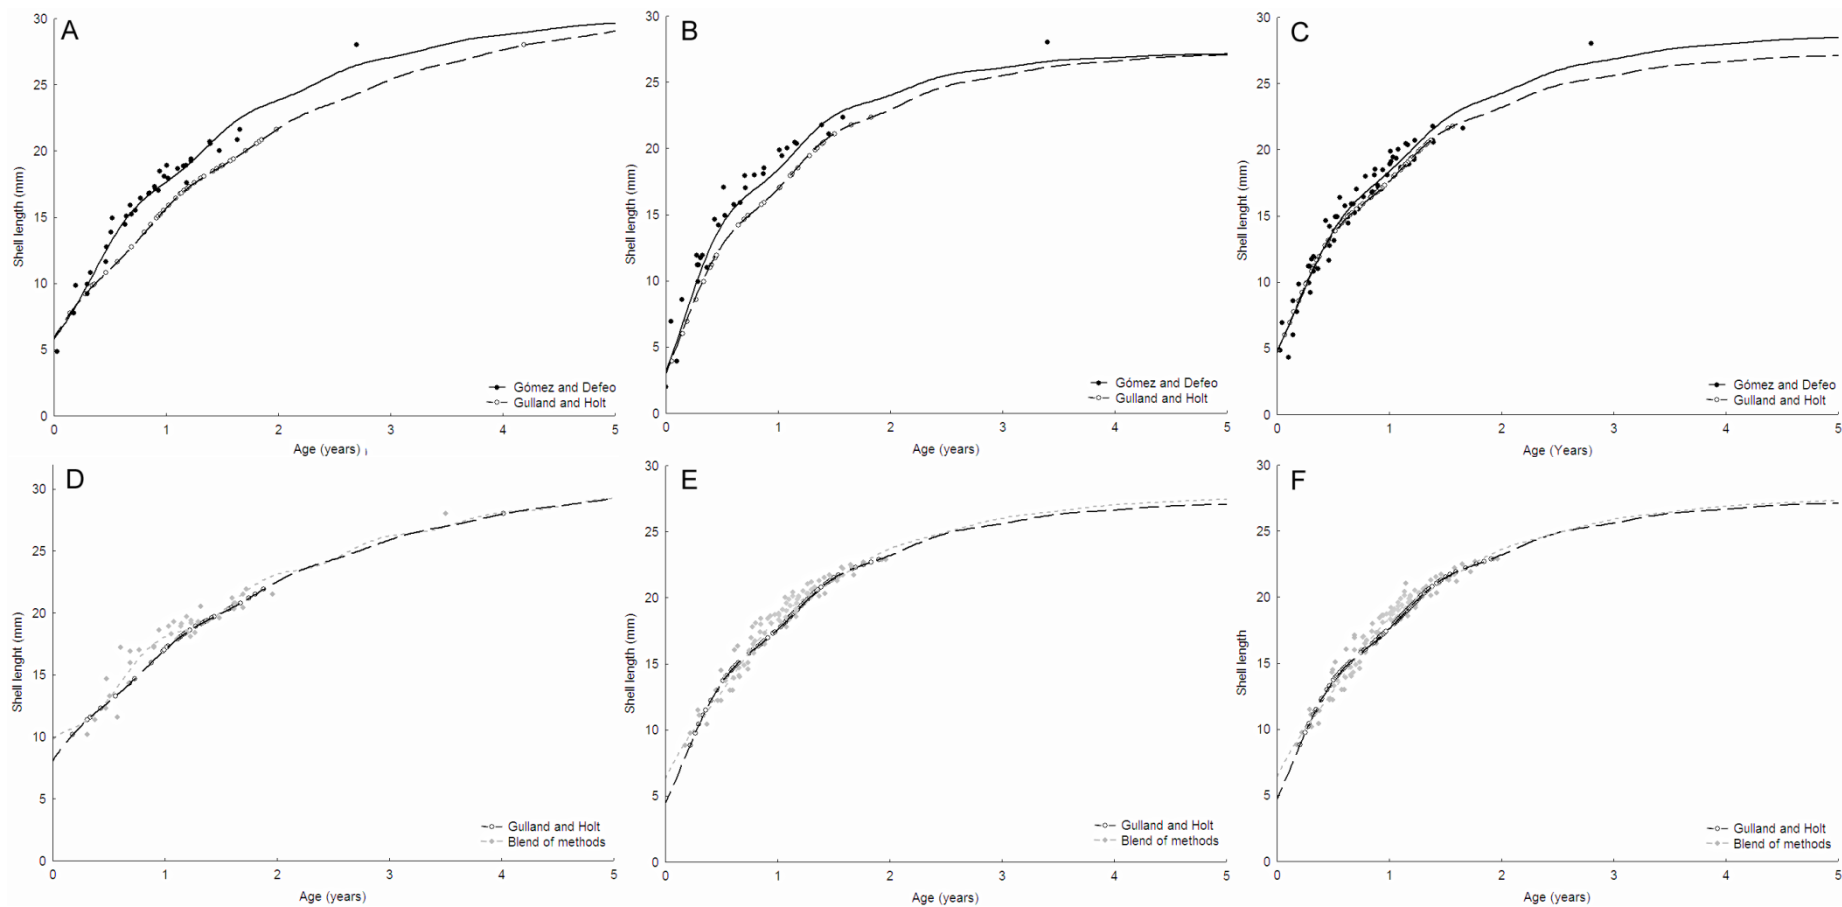 A
30
25
20
15
10
5
0
Shell length (mm)
Gómez and Defeo
Gulland and Holt
0 1 2 3 4 5
Age (years)
B
30
25
20
15
10
5
0
Shell length (mm)
Gómez and Defeo
Gulland and Holt
0 1 2 3 4 5
Age (years)
C
30
25
20
15
10
5
0
Shell lenght (mm)
Gómez and Defeo
Gulland and Holt
0 1 2 3 4 5
Age (Years)
D
30
25
20
15
10
5
0
Shell lenght (mm)
Gulland and Holt
Blend of methods
0 1 2 3 4 5
Age (years)
E
30
25
20
15
10
5
0
Shell length (mm)
Gulland and Holt
Blend of methods
0 1 2 3 4 5
Age (years)
F
30
25
20
15
10
5
0
Shell length
Gulland and Holt
Blend of methods
0 1 2 3 4 5
Age (years)